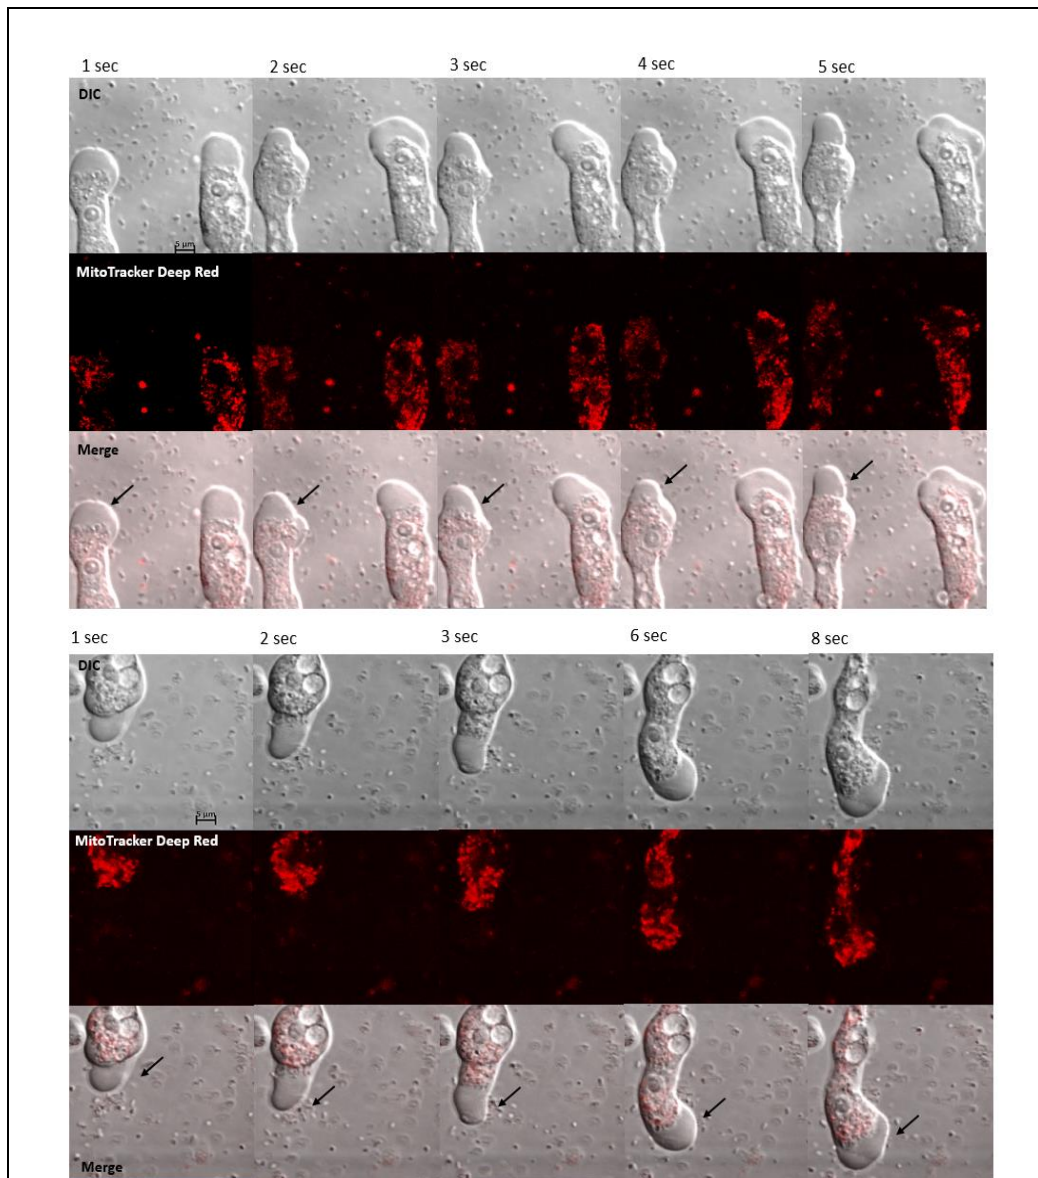 1 sec 2 sec 3 sec 4 sec 5 sec
DIC
5 µm
MitoTracker Deep Red
Merge
1 sec 2 sec 3 sec 6 sec 8 sec
DIC
5 µm
MitoTracker Deep Red
Merge